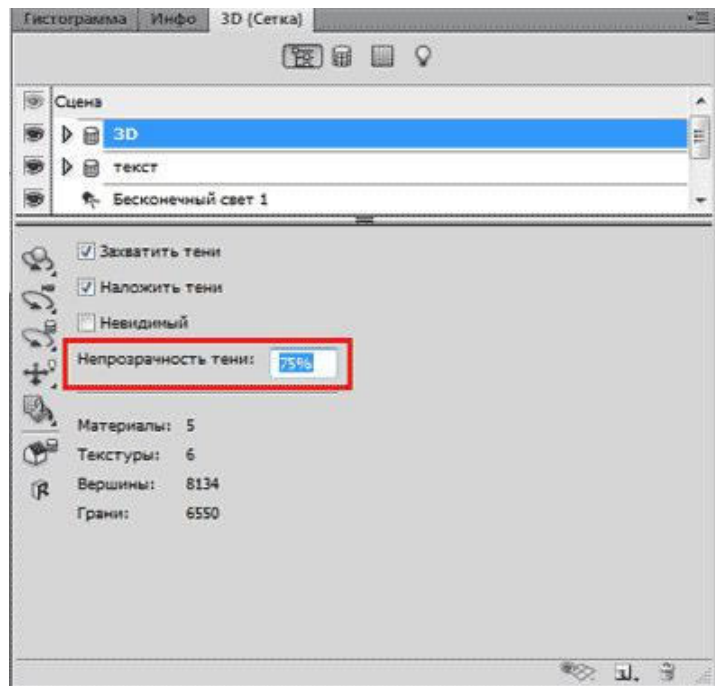 Гистограмма Инфо 3D (Сетка)
Сцена
3D
текст
Бесконечный свет 1
Захватить тени
Наложить тени
Невидимый
Непрозрачность тени: 75%
Материалы: 5
Текстуры: 6
Вершины: 8134
Грани: 6550